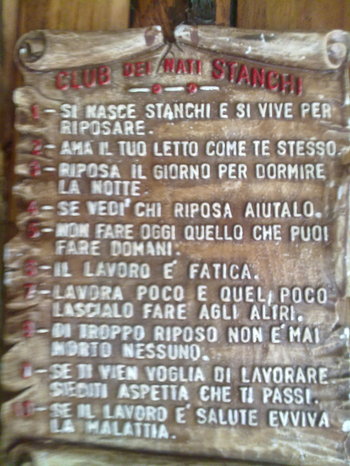 CLUB DEI NATI STANCHI
1- SI NASCE STANCHI E SI VIVE PER
RIPOSARE.
2- AMA IL TUO LETTO COME TE STESSO.
3- RIPOSA IL GIORNO PER DORMIRE
LA NOTTE.
4- SE VEDI' CHI RIPOSA AIUTALO.
5- NON FARE OGGI QUELLO CHE PUOI
FARE DOMANI.
6- IL LAVORO E' FATICA.
7- LAVORA POCO E QUEL POCO
LASCIALO FARE AGLI ALTRI.
8- DI TROPPO RIPOSO NON E' MAI
MORTO NESSUNO.
9- SE TI VIEN VOGLIA DI LAVORARE.
SIEDITI ASPETTA CHE TI PASSI.
10- SE IL LAVORO E' SALUTE EVVIVA
LA MALATTIA.